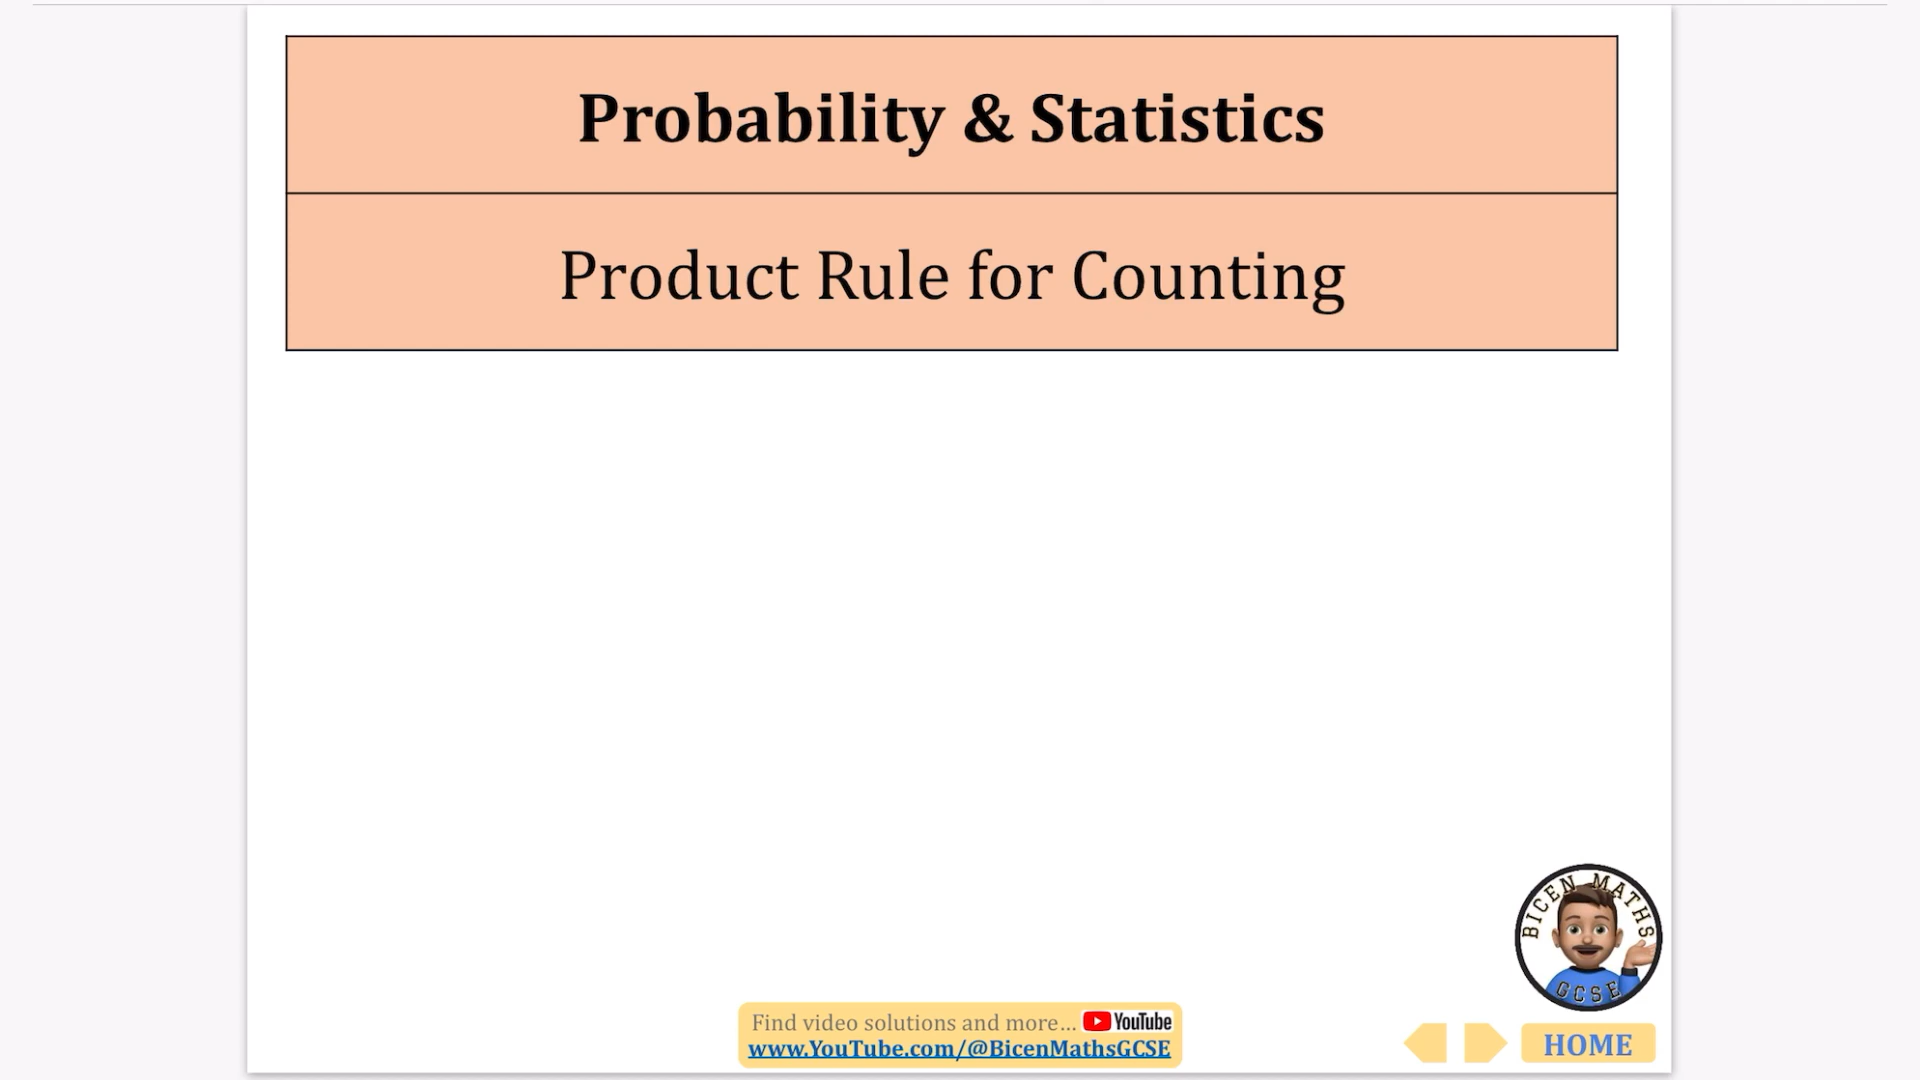 Probability & Statistics
Product Rule for Counting
BICEN MATHS
GCSE
Find video solutions and more... YouTube
www.YouTube.com/@BicenMathsGCSE
HOME